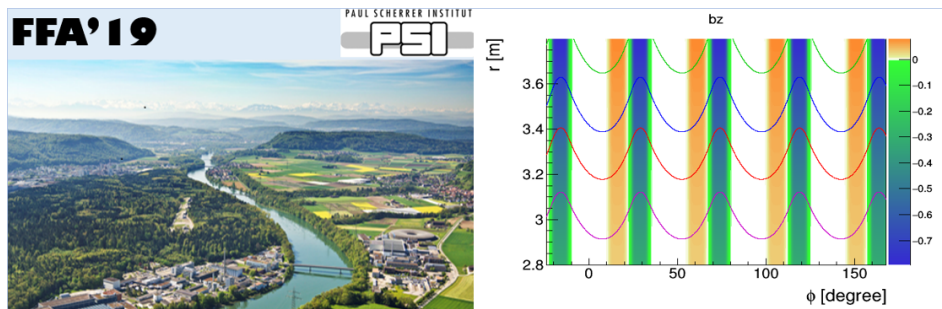 FFA'19
PAUL SCHERRER INSTITUT
PSI
bz
r [m]
3.6
3.4
3.2
3
2.8
0
50
100
150
ϕ [degree]
0
−0.1
−0.2
−0.3
−0.4
−0.5
−0.6
−0.7